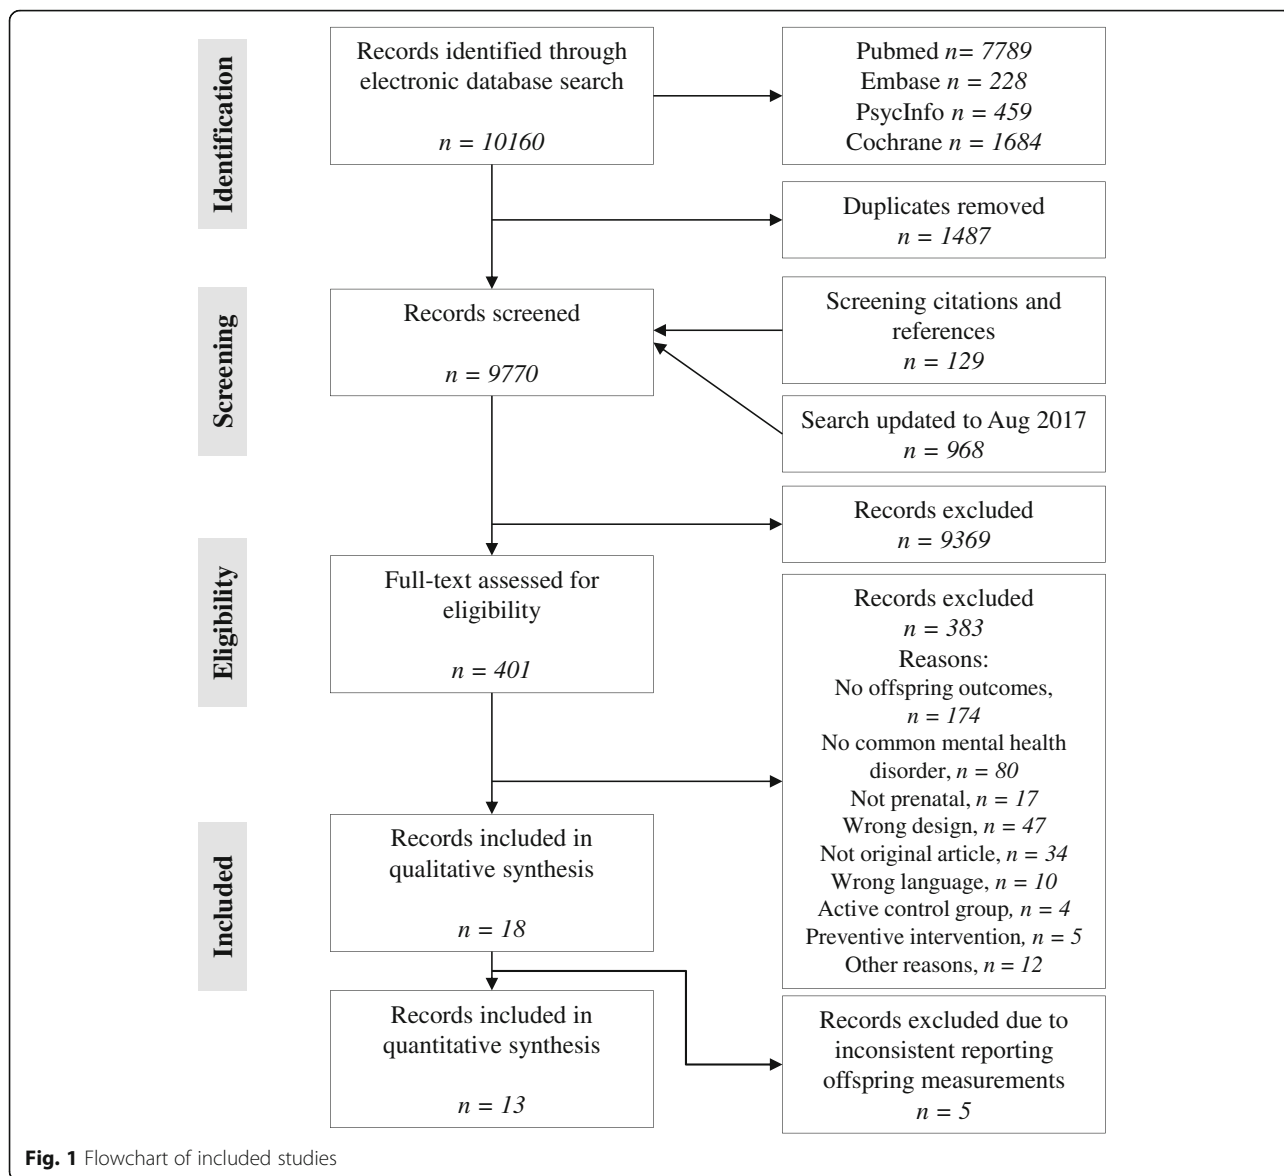 Identification
Records identified through
electronic database search
n = 10160
Pubmed n= 7789
Embase n = 228
PsycInfo n = 459
Cochrane n = 1684
Duplicates removed
n = 1487
Screening
Records screened
n = 9770
Screening citations and
references
n = 129
Search updated to Aug 2017
n = 968
Records excluded
n = 9369
Eligibility
Full-text assessed for
eligibility
n = 401
Records excluded
n = 383
Reasons:
No offspring outcomes,
n = 174
No common mental health
disorder, n = 80
Not prenatal, n = 17
Wrong design, n = 47
Not original article, n = 34
Wrong language, n = 10
Active control group, n = 4
Preventive intervention, n = 5
Other reasons, n = 12
Included
Records included in
qualitative synthesis
n = 18
Records included in
quantitative synthesis
n = 13
Records excluded due to
inconsistent reporting
offspring measurements
n = 5
Fig. 1 Flowchart of included studies